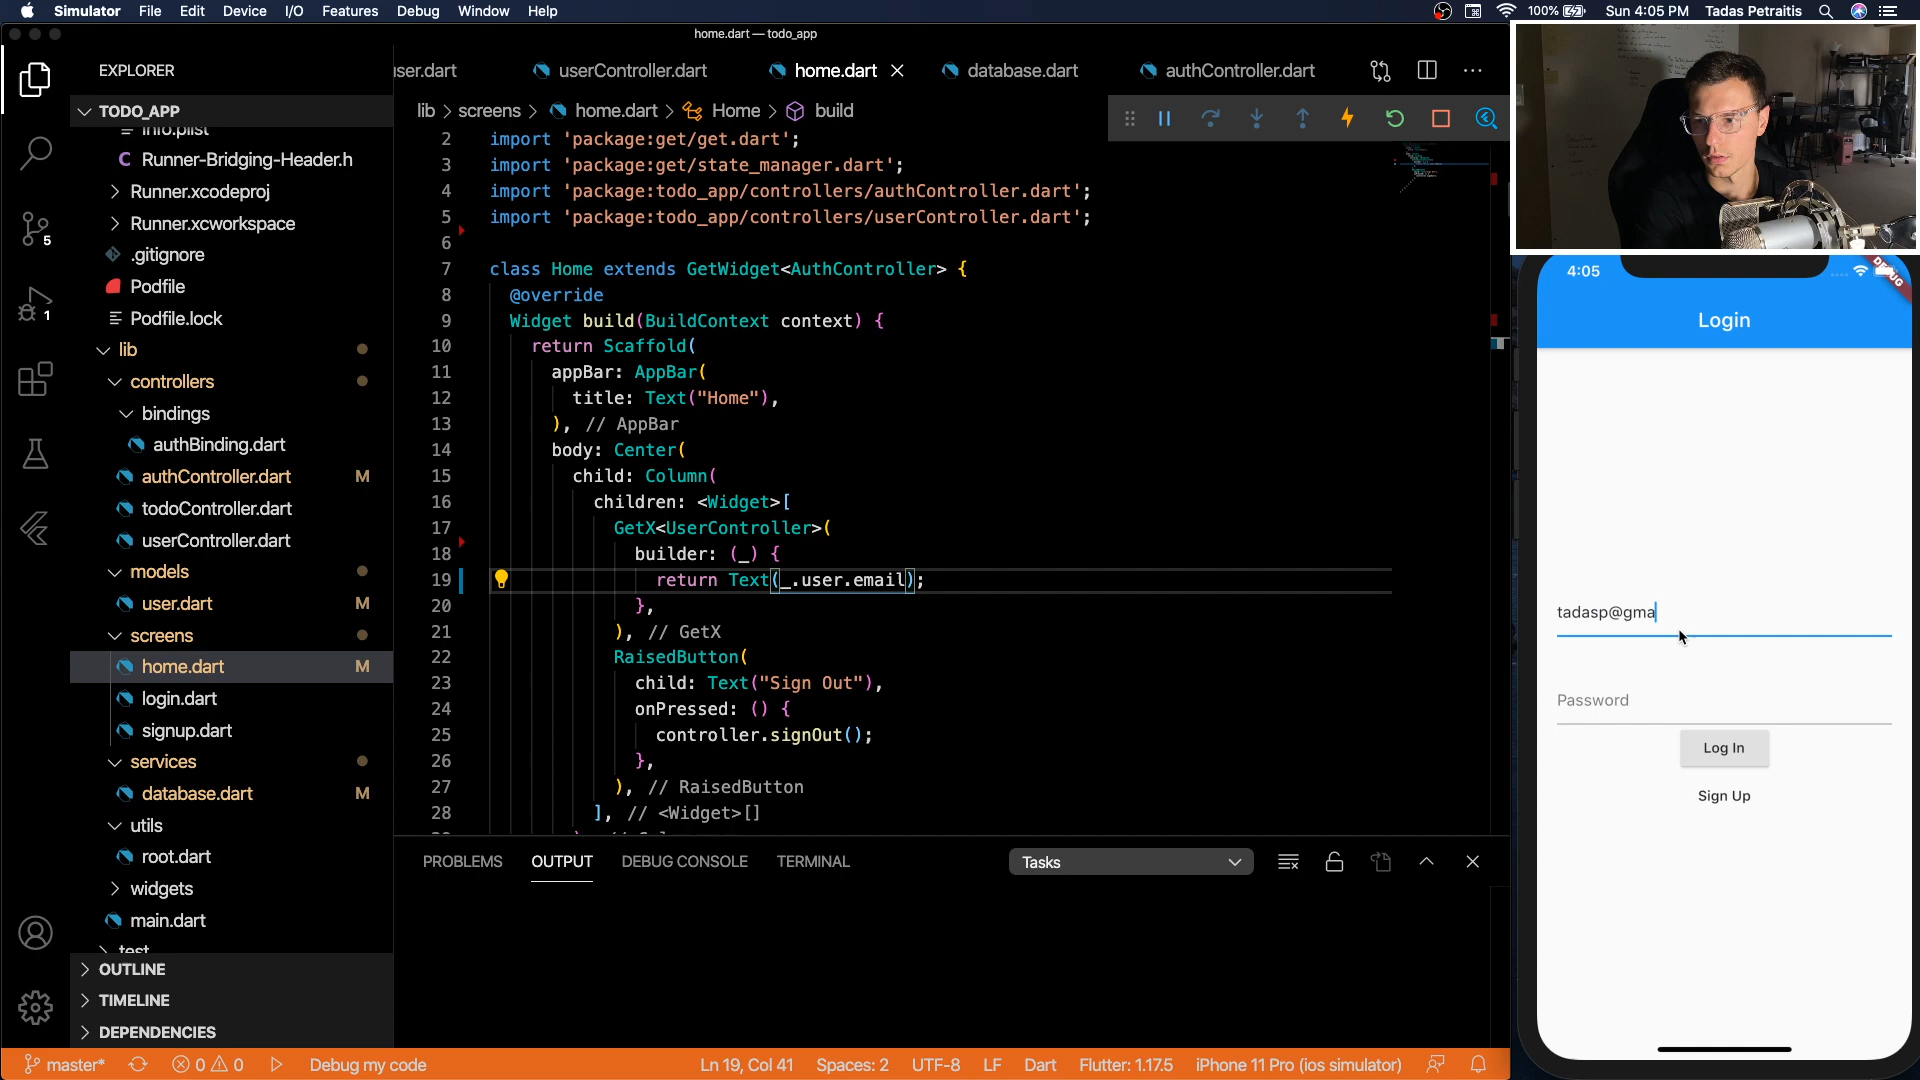 Simulator File Edit Device I/O Features Debug Window Help
100% Sun 4:05 PM Tadas Petraitis
home.dart — todo_app
EXPLORER
ser.dart userController.dart home.dart database.dart authController.dart
TODO_APP
lib > screens > home.dart > Home > build
Info.plist
Runner-Bridging-Header.h
Runner.xcodeproj
Runner.xcworkspace
.gitignore
Podfile
Podfile.lock
lib
controllers
bindings
authBinding.dart
authController.dart M
todoController.dart
userController.dart
models
user.dart M
screens
home.dart M
login.dart
signup.dart
services
database.dart M
utils
root.dart
widgets
main.dart
test
OUTLINE
TIMELINE
DEPENDENCIES
5
1
2 import 'package:get/get.dart';
3 import 'package:get/state_manager.dart';
4 import 'package:todo_app/controllers/authController.dart';
5 import 'package:todo_app/controllers/userController.dart';
6
7 class Home extends GetWidget<AuthController> {
8 @override
9 Widget build(BuildContext context) {
10 return Scaffold(
11 appBar: AppBar(
12 title: Text("Home"),
13 ), // AppBar
14 body: Center(
15 child: Column(
16 children: <Widget>[
17 GetX<UserController>(
18 builder: (_) {
19 return Text(_.user.email);
20 },
21 ), // GetX
22 RaisedButton(
23 child: Text("Sign Out"),
24 onPressed: () {
25 controller.signOut();
26 },
27 ), // RaisedButton
28 ], // <Widget>[]
PROBLEMS OUTPUT DEBUG CONSOLE TERMINAL Tasks
master* 0 0 Debug my code Ln 19, Col 41 Spaces: 2 UTF-8 LF Dart Flutter: 1.17.5 iPhone 11 Pro (ios simulator)
4:05
DEBUG
Login
tadasp@gma
Password
Log In
Sign Up